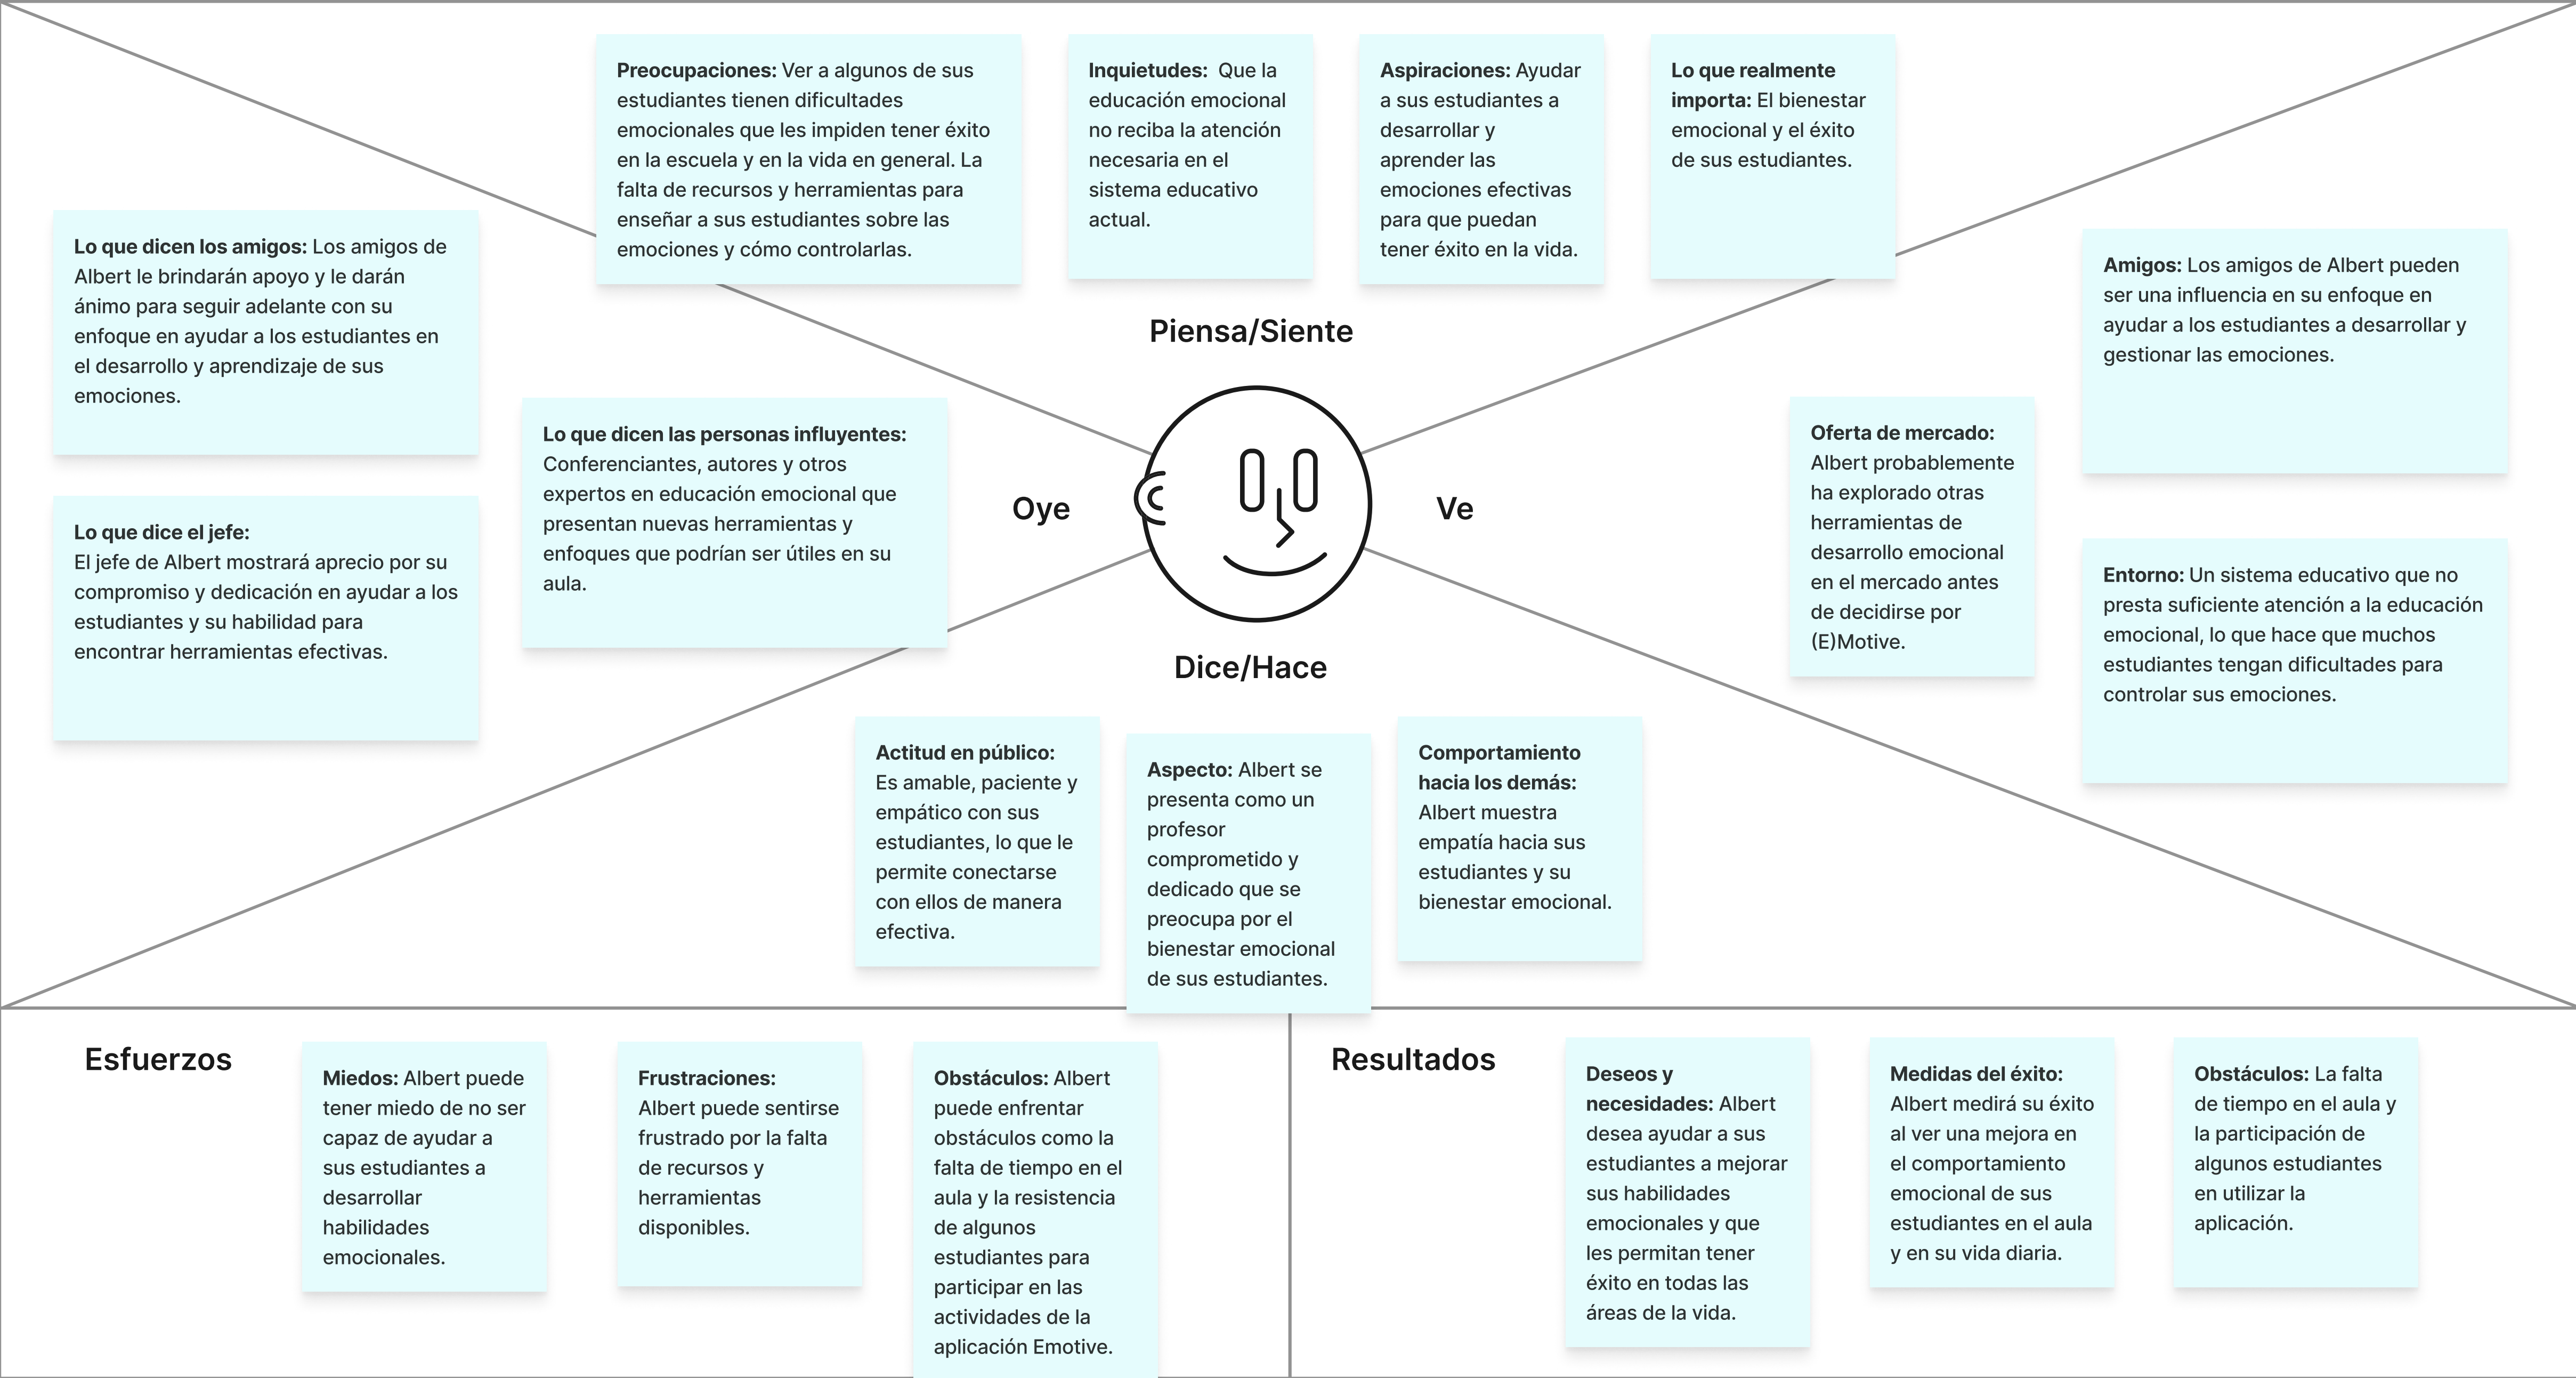 Preocupaciones: Ver a algunos de sus
estudiantes tienen dificultades
emocionales que les impiden tener éxito
en la escuela y en la vida en general. La
falta de recursos y herramientas para
enseñar a sus estudiantes sobre las
emociones y cómo controlarlas.
Inquietudes: Que la
educación emocional
no reciba la atención
necesaria en el
sistema educativo
actual.
Aspiraciones: Ayudar
a sus estudiantes a
desarrollar y
aprender las
emociones efectivas
para que puedan
tener éxito en la vida.
Lo que realmente
importa: El bienestar
emocional y el éxito
de sus estudiantes.
Piensa/Siente
Lo que dicen los amigos: Los amigos de
Albert le brindarán apoyo y le darán
ánimo para seguir adelante con su
enfoque en ayudar a los estudiantes en
el desarrollo y aprendizaje de sus
emociones.
Lo que dice el jefe:
El jefe de Albert mostrará aprecio por su
compromiso y dedicación en ayudar a los
estudiantes y su habilidad para
encontrar herramientas efectivas.
Lo que dicen las personas influyentes:
Conferenciantes, autores y otros
expertos en educación emocional que
presentan nuevas herramientas y
enfoques que podrían ser útiles en su
aula.
Oye
Ve
Oferta de mercado:
Albert probablemente
ha explorado otras
herramientas de
desarrollo emocional
en el mercado antes
de decidirse por
(E)Motive.
Amigos: Los amigos de Albert pueden
ser una influencia en su enfoque en
ayudar a los estudiantes a desarrollar y
gestionar las emociones.
Entorno: Un sistema educativo que no
presta suficiente atención a la educación
emocional, lo que hace que muchos
estudiantes tengan dificultades para
controlar sus emociones.
Dice/Hace
Actitud en público:
Es amable, paciente y
empático con sus
estudiantes, lo que le
permite conectarse
con ellos de manera
efectiva.
Aspecto: Albert se
presenta como un
profesor
comprometido y
dedicado que se
preocupa por el
bienestar emocional
de sus estudiantes.
Comportamiento
hacia los demás:
Albert muestra
empatía hacia sus
estudiantes y su
bienestar emocional.
Esfuerzos
Miedos: Albert puede
tener miedo de no ser
capaz de ayudar a
sus estudiantes a
desarrollar
habilidades
emocionales.
Frustraciones:
Albert puede sentirse
frustrado por la falta
de recursos y
herramientas
disponibles.
Obstáculos: Albert
puede enfrentar
obstáculos como la
falta de tiempo en el
aula y la resistencia
de algunos
estudiantes para
participar en las
actividades de la
aplicación Emotive.
Resultados
Deseos y
necesidades: Albert
desea ayudar a sus
estudiantes a mejorar
sus habilidades
emocionales y que
les permitan tener
éxito en todas las
áreas de la vida.
Medidas del éxito:
Albert medirá su éxito
al ver una mejora en
el comportamiento
emocional de sus
estudiantes en el aula
y en su vida diaria.
Obstáculos: La falta
de tiempo en el aula y
la participación de
algunos estudiantes
en utilizar la
aplicación.